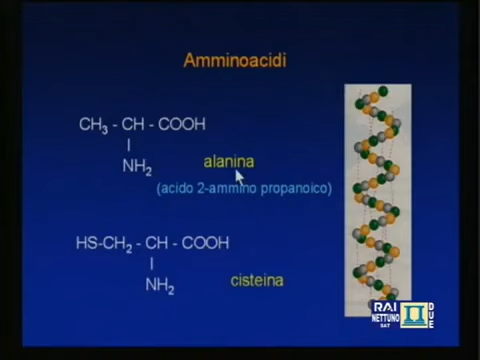 Amminoacidi
CH3 - CH - COOH
NH2
alanina
(acido 2-ammino propanoico)
HS-CH2 - CH - COOH
NH2
cisteina
RAI
NETTUNO
SAT
DUE